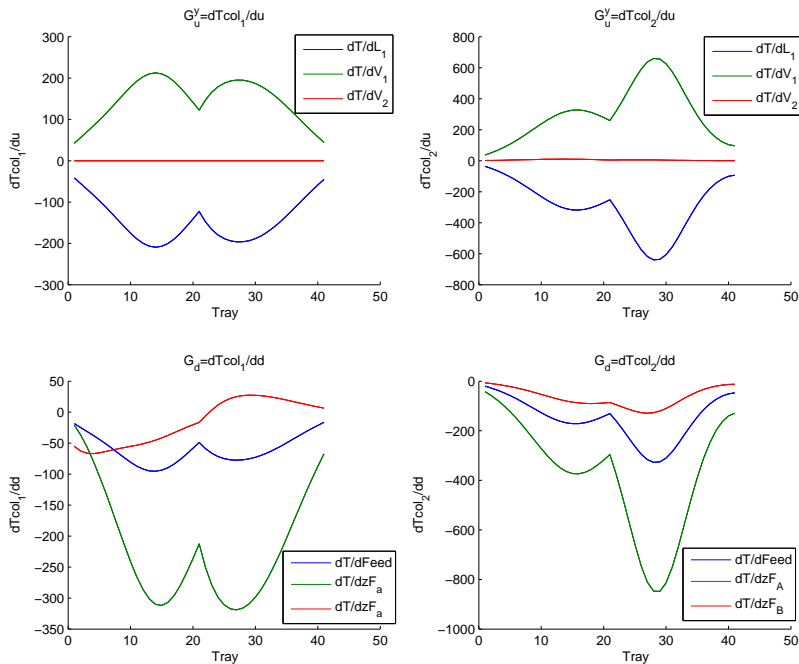 G_u^y=dTcol_1/du
dTcol_1/du
300
200
100
0
−100
−200
−300
0
10
20
30
40
50
Tray
dT/dL_1
dT/dV_1
dT/dV_2
G_u^y=dTcol_2/du
dTcol_2/du
800
600
400
200
0
−200
−400
−600
−800
0
10
20
30
40
50
Tray
dT/dL_1
dT/dV_1
dT/dV_2
G_d=dTcol_1/dd
dTcol_1/dd
50
0
−50
−100
−150
−200
−250
−300
−350
0
10
20
30
40
50
Tray
dT/dFeed
dT/dzF_a
dT/dzF_a
G_d=dTcol_2/dd
dTcol_2/dd
0
−200
−400
−600
−800
−1000
0
10
20
30
40
50
Tray
dT/dFeed
dT/dzF_A
dT/dzF_B